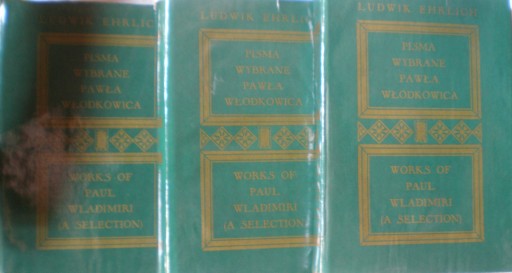 LUDWIK EHRLICH
PISMA
WYBRANE
PAWŁA
WŁODKOWICA
WORKS OF
PAUL
WLADIMIRI
(A SELECTION)
LUDWIK EHRLICH
PISMA
WYBRANE
PAWŁA
WŁODKOWICA
WORKS OF
PAUL
WLADIMIRI
(A SELECTION)
LUDWIK EHRLICH
PISMA
WYBRANE
PAWŁA
WŁODKOWICA
WORKS OF
PAUL
WLADIMIRI
(A SELECTION)